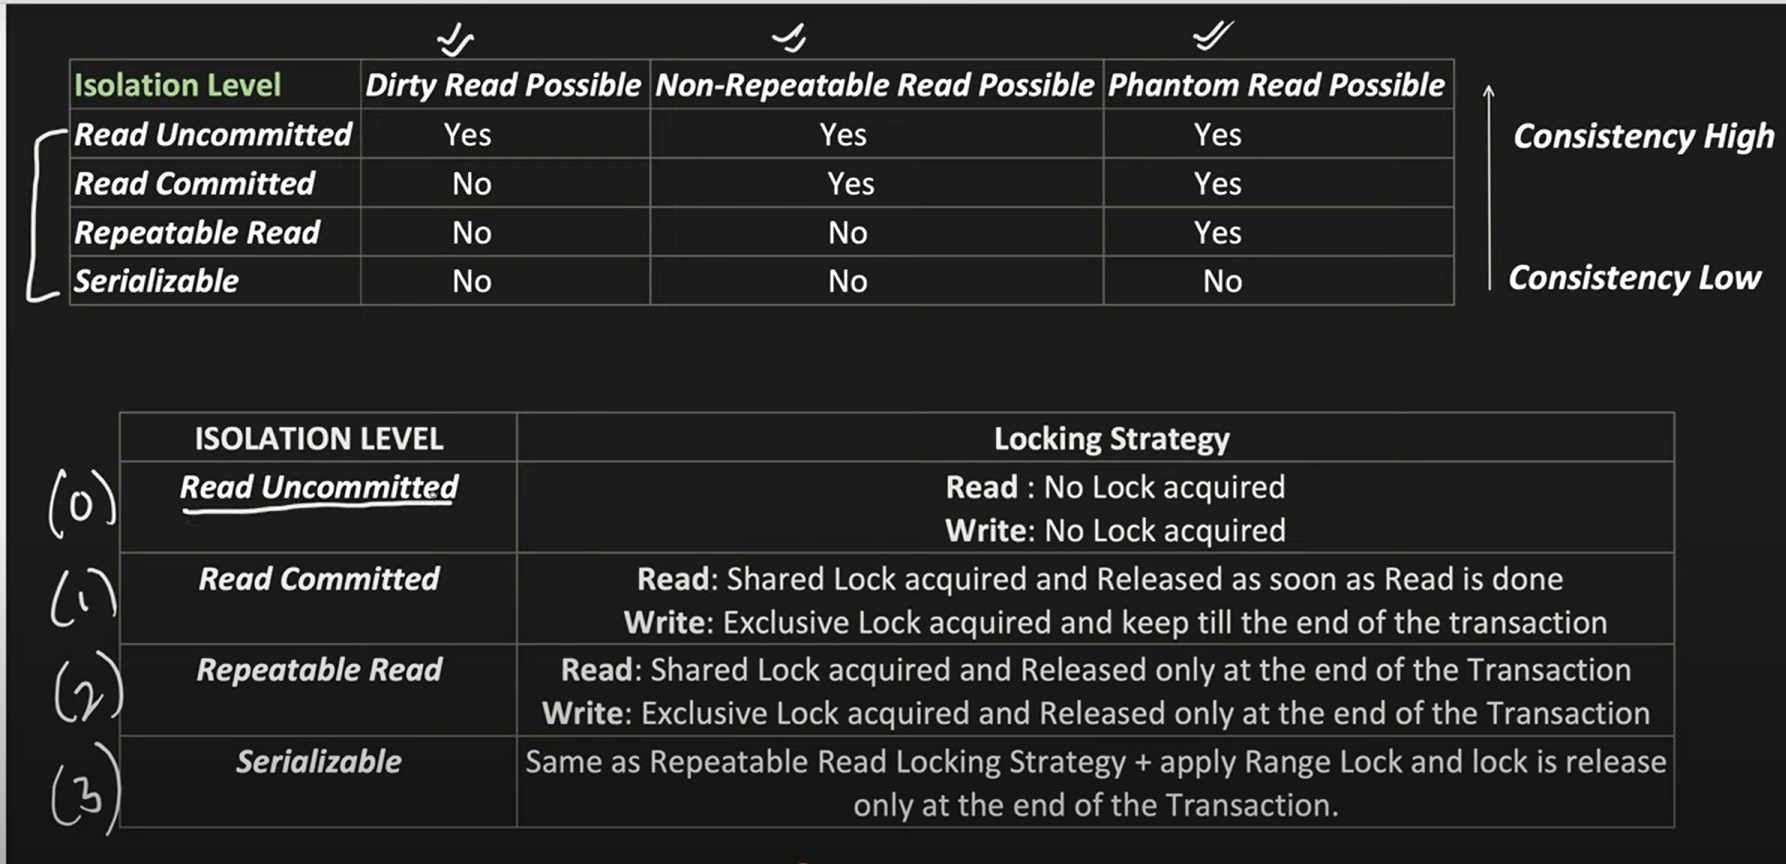 Isolation Level Dirty Read Possible Non-Repeatable Read Possible Phantom Read Possible
Read Uncommitted Yes Yes Yes Consistency High
Read Committed No Yes Yes
Repeatable Read No No Yes
Serializable No No No Consistency Low
ISOLATION LEVEL Locking Strategy
(0) Read Uncommitted Read : No Lock acquired
Write: No Lock acquired
(1) Read Committed Read: Shared Lock acquired and Released as soon as Read is done
Write: Exclusive Lock acquired and keep till the end of the transaction
(2) Repeatable Read Read: Shared Lock acquired and Released only at the end of the Transaction
Write: Exclusive Lock acquired and Released only at the end of the Transaction
(3) Serializable Same as Repeatable Read Locking Strategy + apply Range Lock and lock is release
only at the end of the Transaction.